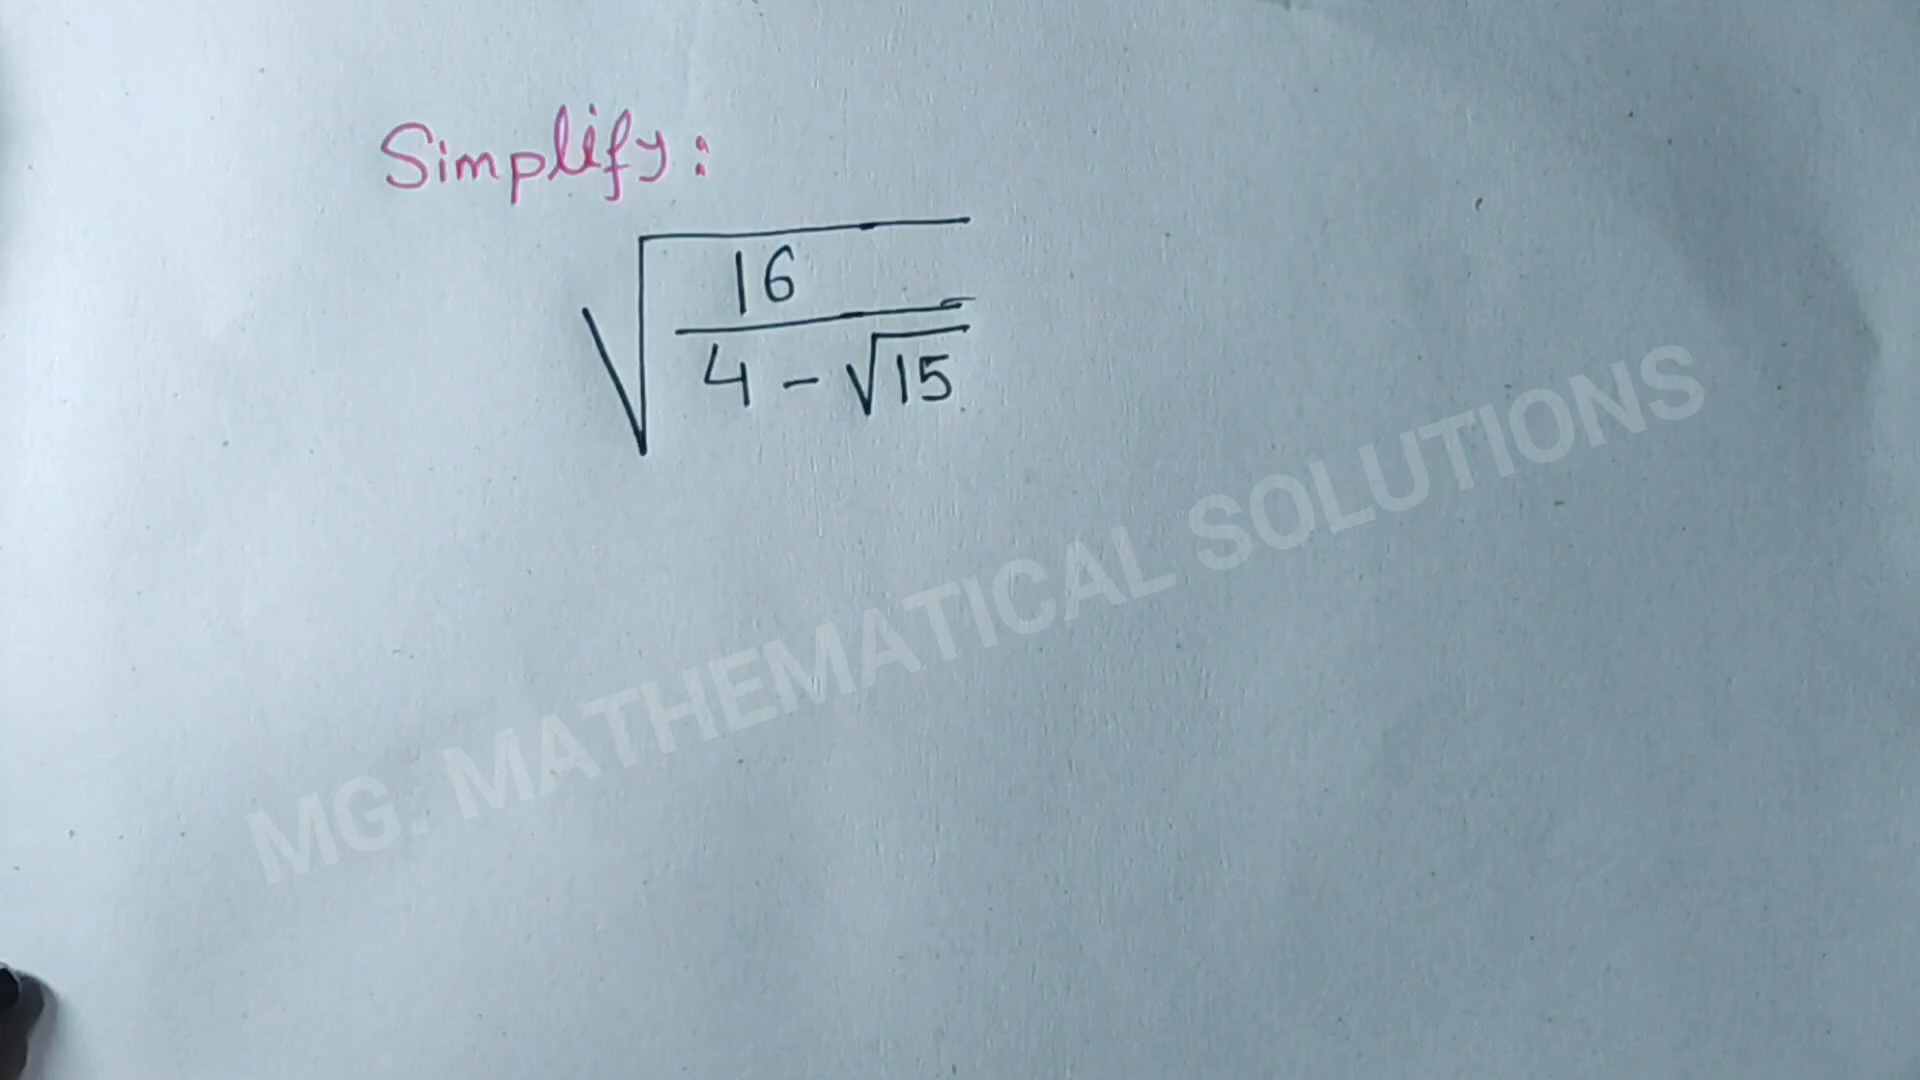 Simplify:
√(16/(4-√15))
MG. MATHEMATICAL SOLUTIONS